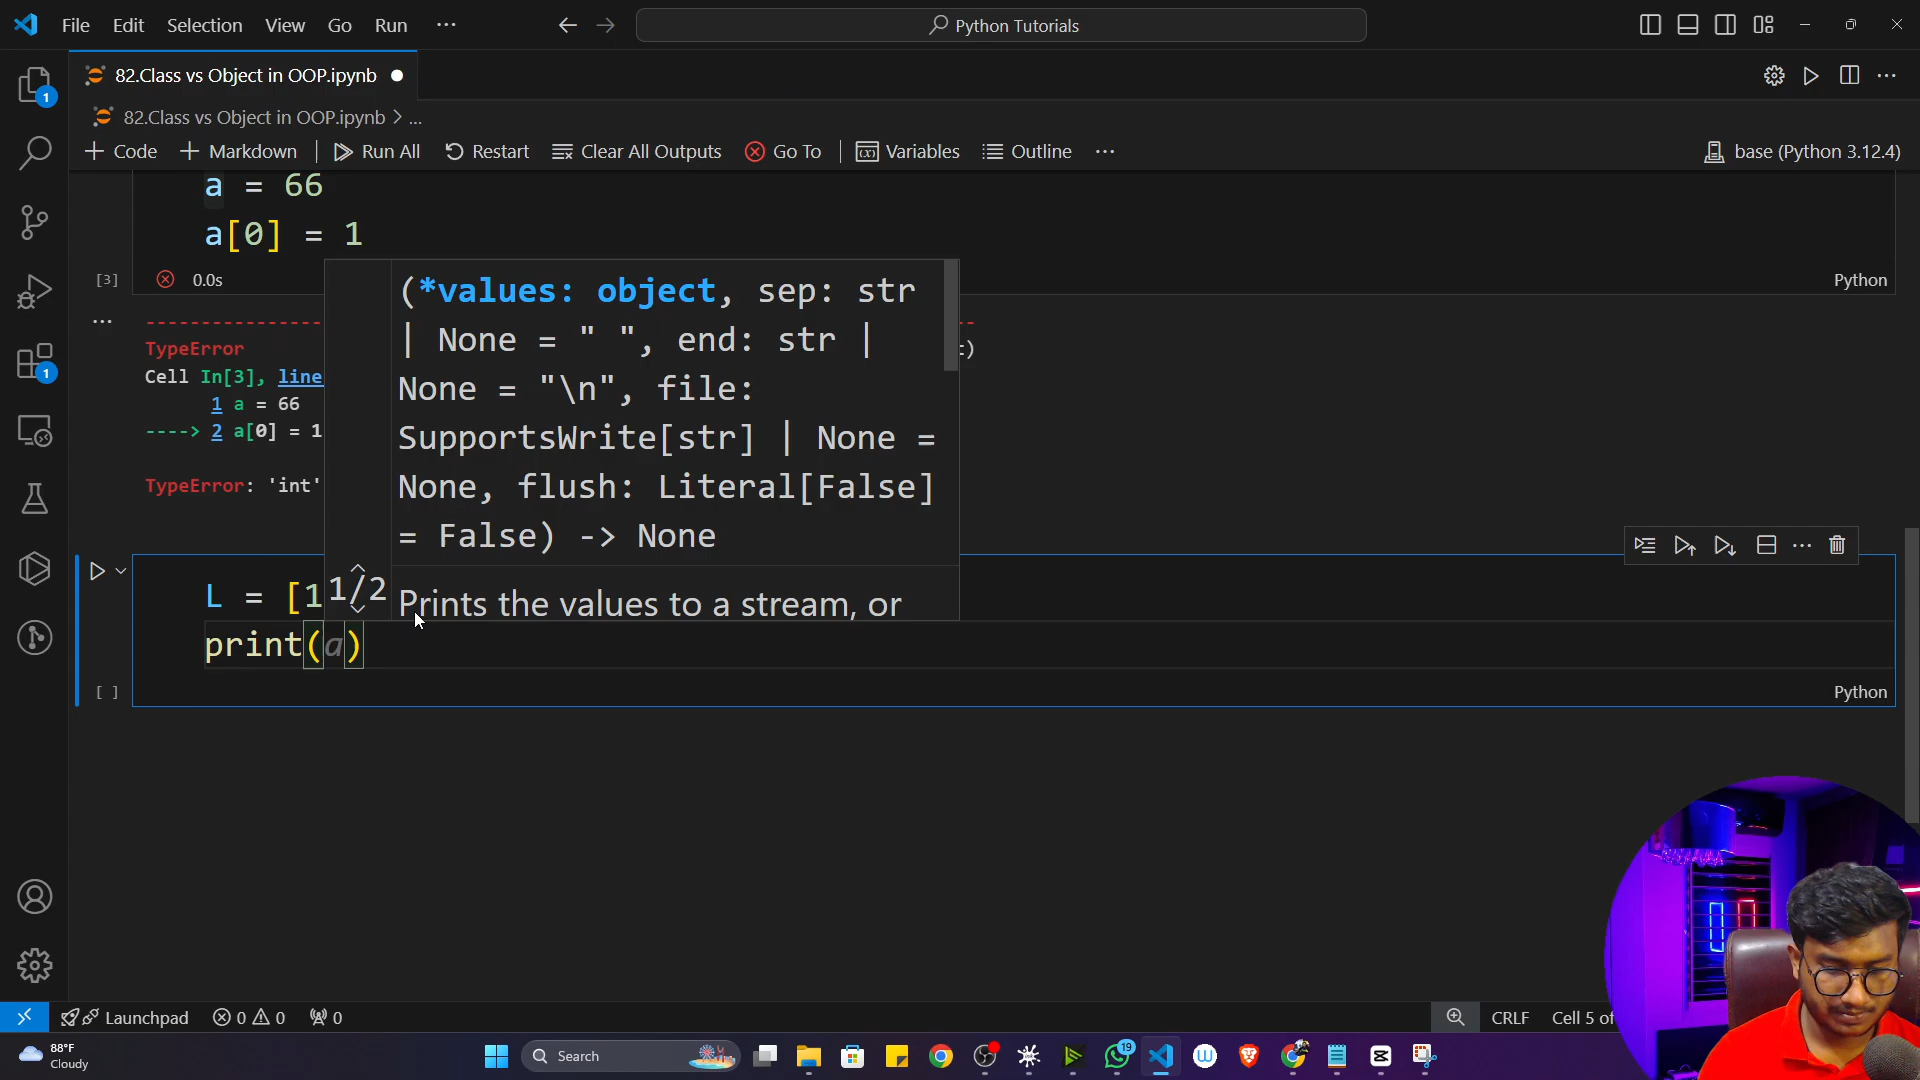 File Edit Selection View Go Run ...
Python Tutorials
82.Class vs Object in OOP.ipynb
82.Class vs Object in OOP.ipynb > ...
Code Markdown Run All Restart Clear All Outputs Go To Variables Outline ...
base (Python 3.12.4)
a = 66
a[0] = 1
[3] 0.0s Python
(*values: object, sep: str
| None = " ", end: str |
None = "\n", file:
SupportsWrite[str] | None =
None, flush: Literal[False]
= False) -> None
1/2
Prints the values to a stream, or
--------------- --
TypeError :)
Cell In[3], line
1 a = 66
----> 2 a[0] = 1
TypeError: 'int'
L = [1
print(a)
[ ] Python
1
1
Launchpad 0 0 0
CRLF Cell 5 of
88°F
Cloudy
Search
19